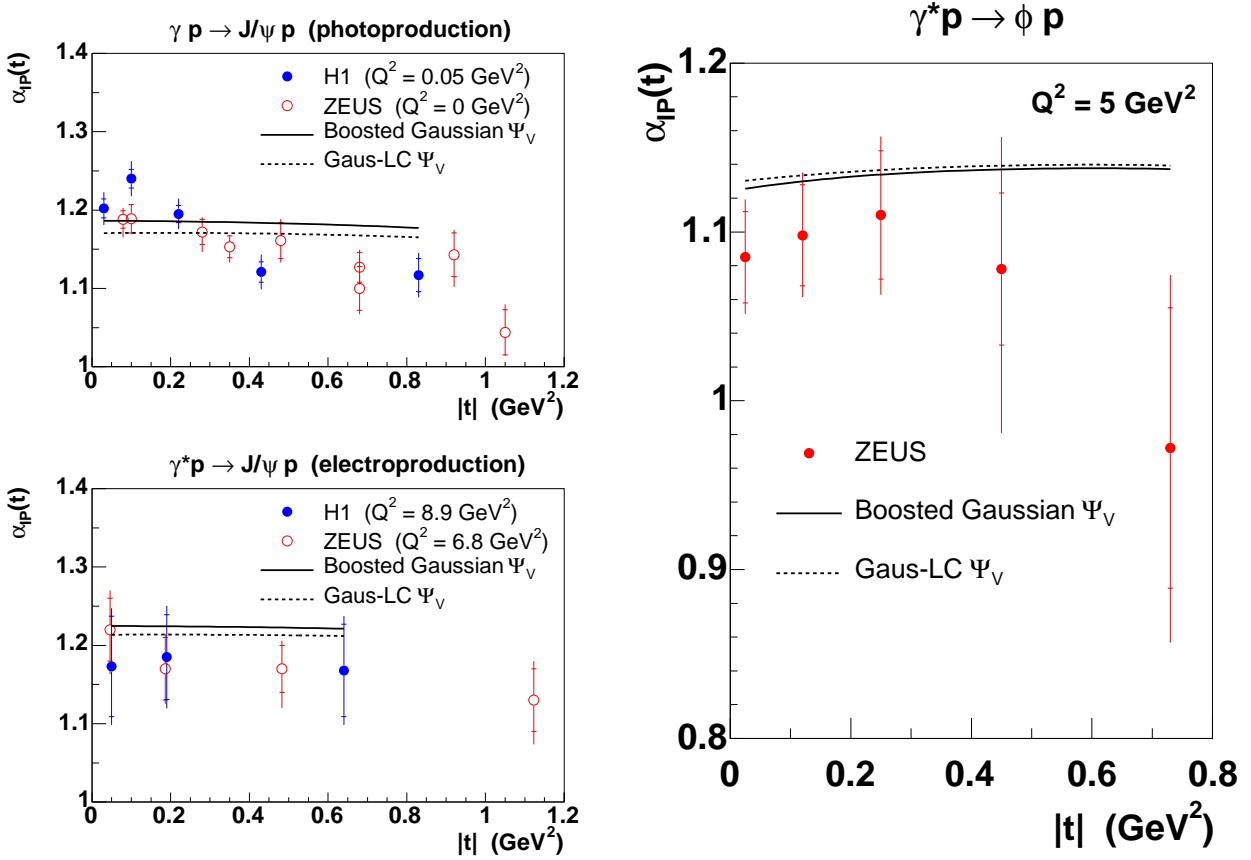 γ p → J/ψ p (photoproduction)
α_IP(t)
1.4
1.3
1.2
1.1
1
H1 (Q² = 0.05 GeV²)
ZEUS (Q² = 0 GeV²)
Boosted Gaussian Ψ_V
Gaus-LC Ψ_V
0 0.2 0.4 0.6 0.8 1 1.2
|t| (GeV²)
γ*p → J/ψ p (electroproduction)
α_IP(t)
1.4
1.3
1.2
1.1
1
H1 (Q² = 8.9 GeV²)
ZEUS (Q² = 6.8 GeV²)
Boosted Gaussian Ψ_V
Gaus-LC Ψ_V
0 0.2 0.4 0.6 0.8 1 1.2
|t| (GeV²)
γ*p → ϕ p
α_IP(t)
1.2
1.1
1
0.9
0.8
Q² = 5 GeV²
ZEUS
Boosted Gaussian Ψ_V
Gaus-LC Ψ_V
0 0.2 0.4 0.6 0.8
|t| (GeV²)